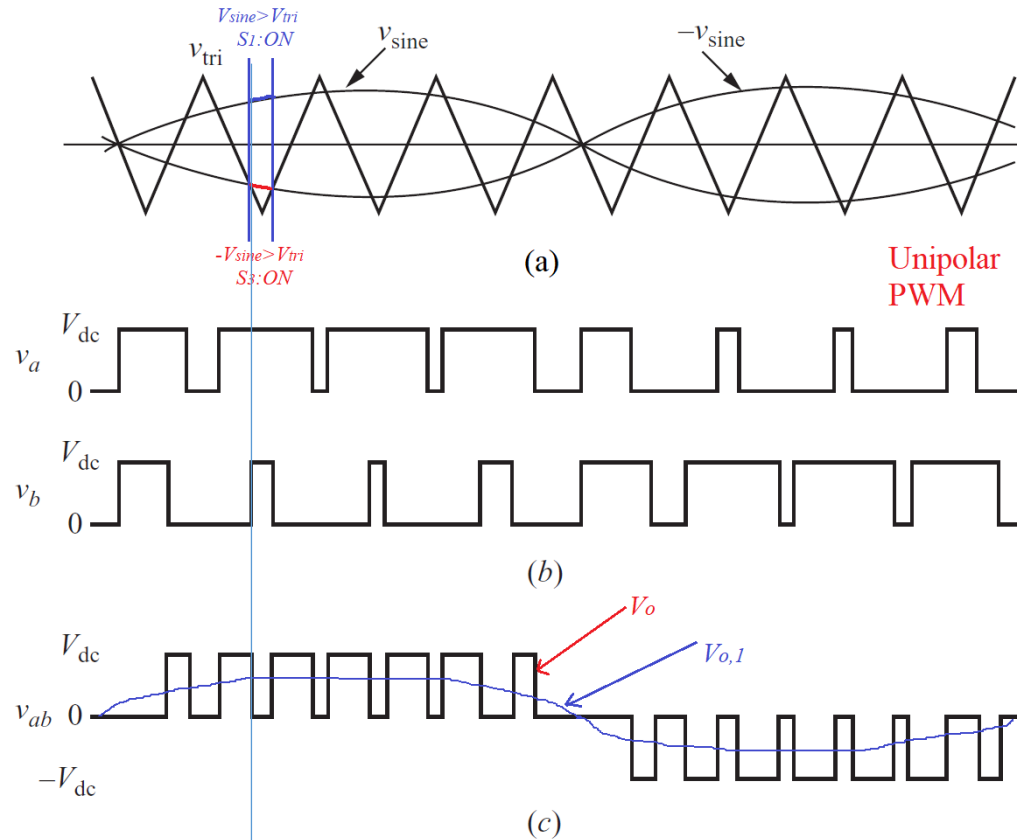 Vsine>Vtri
S1:ON
vtri
vsine
−vsine
-Vsine>Vtri
S3:ON
(a)
Unipolar
PWM
Vdc
va
0
Vdc
vb
0
(b)
Vo
Vo,1
Vdc
vab 0
−Vdc
(c)